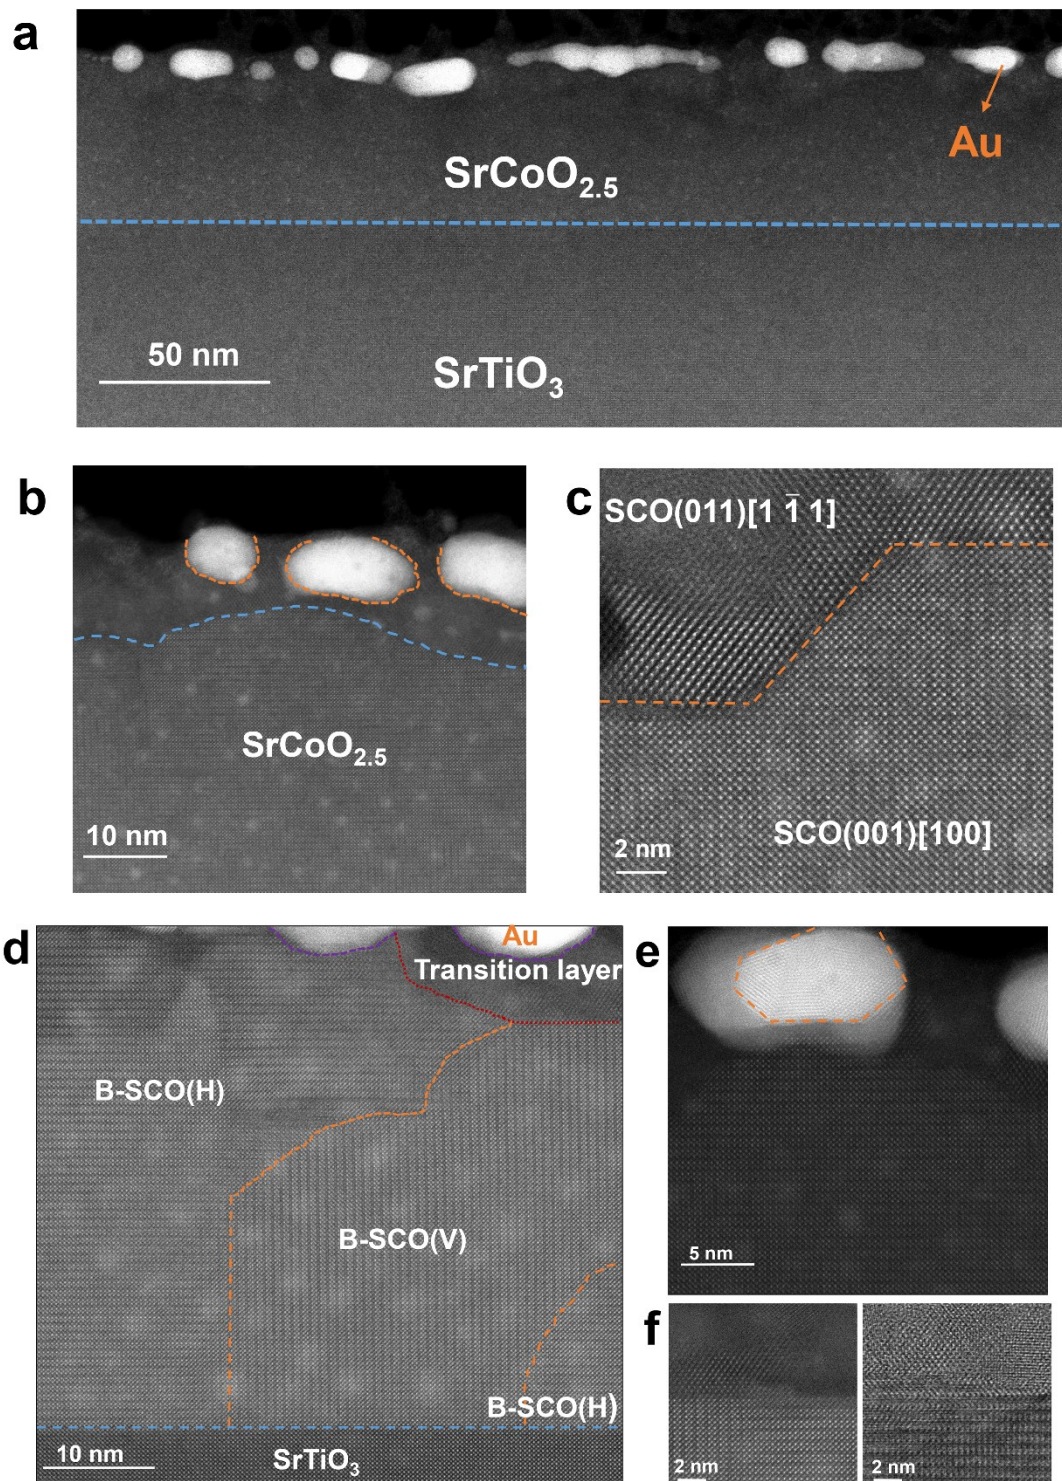 a
Au
SrCoO₂.₅
50 nm
SrTiO₃
b
SrCoO₂.₅
10 nm
c
SCO(011)[1 1̄ 1]
SCO(001)[100]
2 nm
d
Au
Transition layer
B-SCO(H)
B-SCO(V)
B-SCO(H)
10 nm
SrTiO₃
e
5 nm
f
2 nm
2 nm